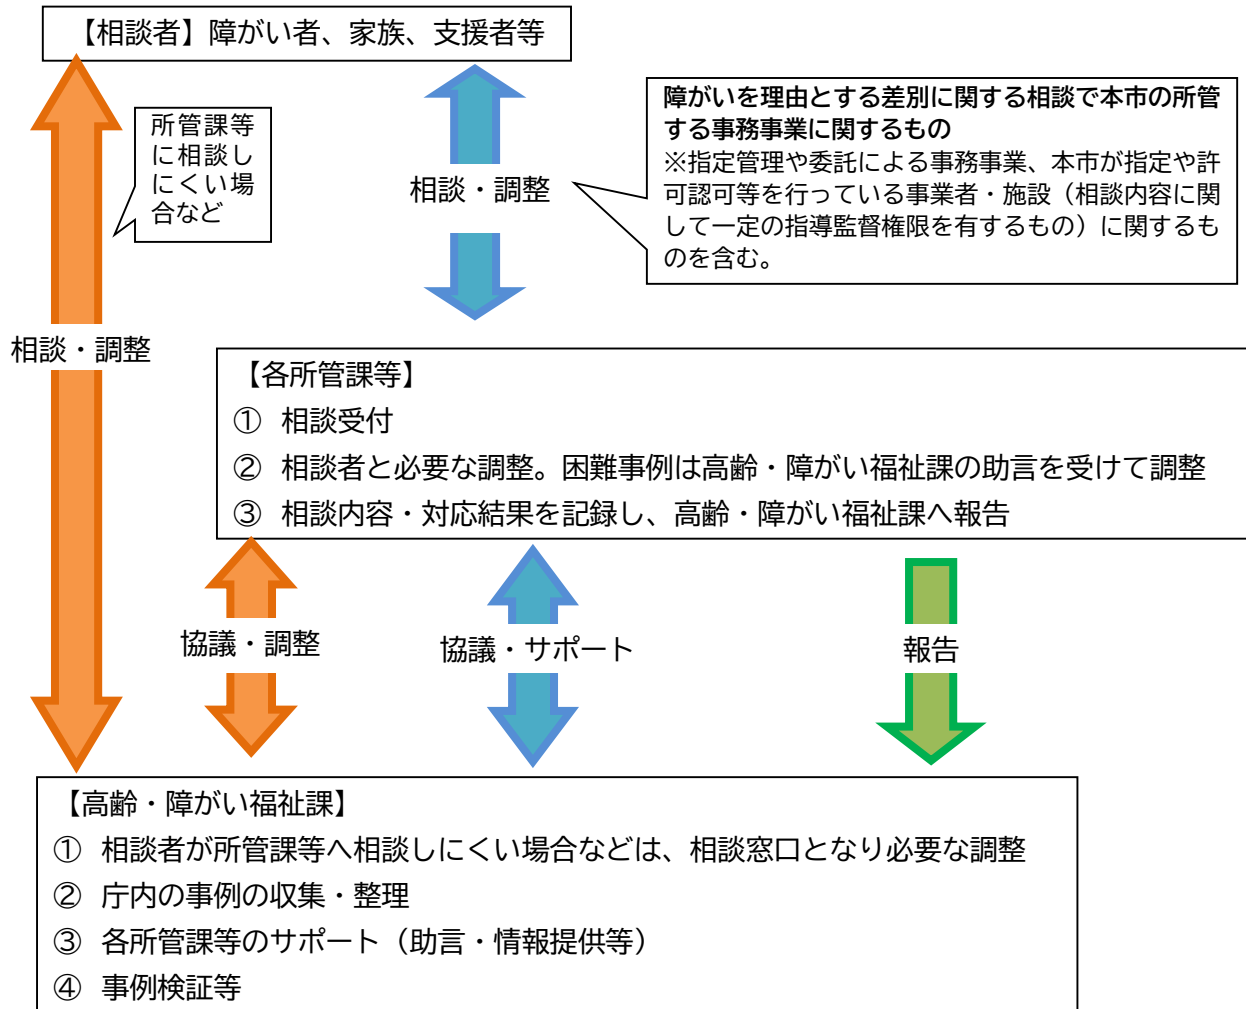 【相談者】障がい者、家族、支援者等
所管課等
に相談し
にくい場
合など
相談・調整
障がいを理由とする差別に関する相談で本市の所管
する事務事業に関するもの
※指定管理や委託による事務事業、本市が指定や許
可認可等を行っている事業者・施設（相談内容に関
して一定の指導監督権限を有するもの）に関するも
のを含む。
相談・調整
【各所管課等】
① 相談受付
② 相談者と必要な調整。困難事例は高齢・障がい福祉課の助言を受けて調整
③ 相談内容・対応結果を記録し、高齢・障がい福祉課へ報告
協議・調整
協議・サポート
報告
【高齢・障がい福祉課】
① 相談者が所管課等へ相談しにくい場合などは、相談窓口となり必要な調整
② 庁内の事例の収集・整理
③ 各所管課等のサポート（助言・情報提供等）
④ 事例検証等